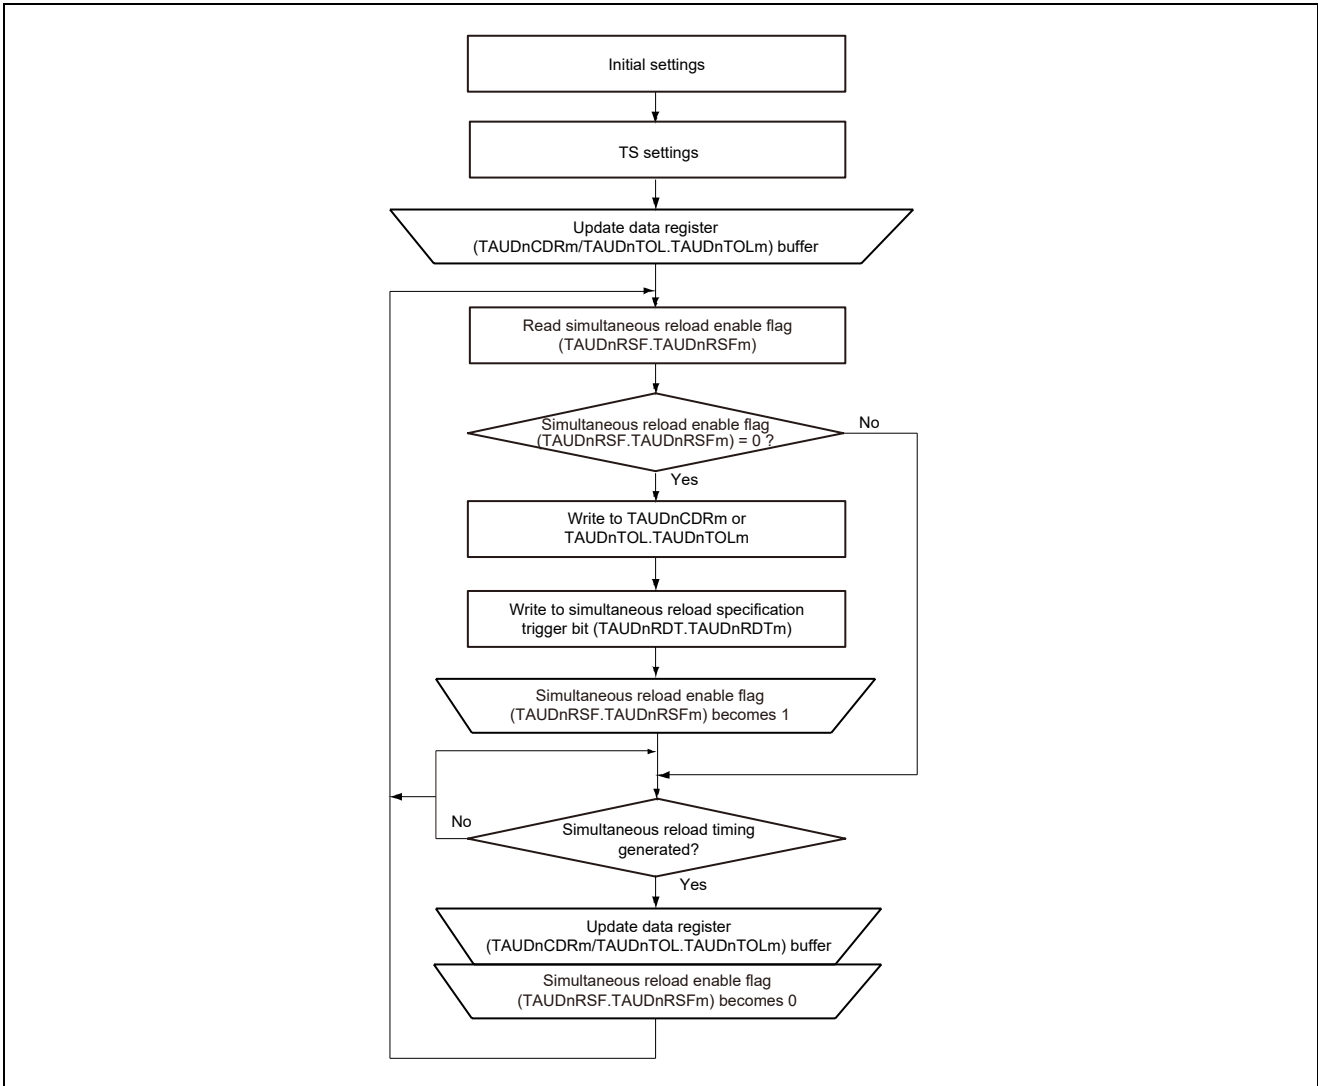 Initial settings
TS settings
Update data register
(TAUDnCDRm/TAUDnTOL.TAUDnTOLm) buffer
Read simultaneous reload enable flag
(TAUDnRSF.TAUDnRSFm)
Simultaneous reload enable flag
(TAUDnRSF.TAUDnRSFm) = 0 ?
No
Yes
Write to TAUDnCDRm or
TAUDnTOL.TAUDnTOLm
Write to simultaneous reload specification
trigger bit (TAUDnRDT.TAUDnRDTm)
Simultaneous reload enable flag
(TAUDnRSF.TAUDnRSFm) becomes 1
No
Simultaneous reload timing
generated?
Yes
Update data register
(TAUDnCDRm/TAUDnTOL.TAUDnTOLm) buffer
Simultaneous reload enable flag
(TAUDnRSF.TAUDnRSFm) becomes 0